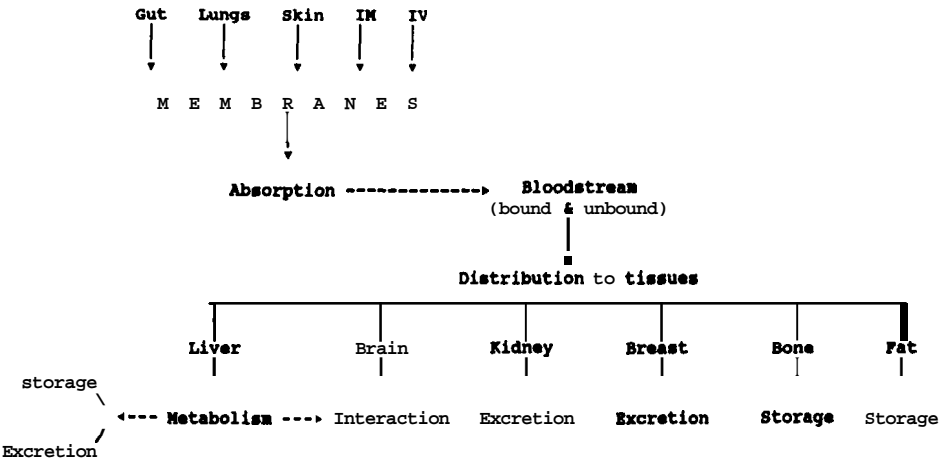 Gut Lungs Skin IM IV
M E M B R A N E S
Absorption Bloodstream
(bound & unbound)
Distribution to tissues
Liver Brain Kidney Breast Bone Fat
storage
Metabolism Interaction Excretion Excretion Storage Storage
Excretion